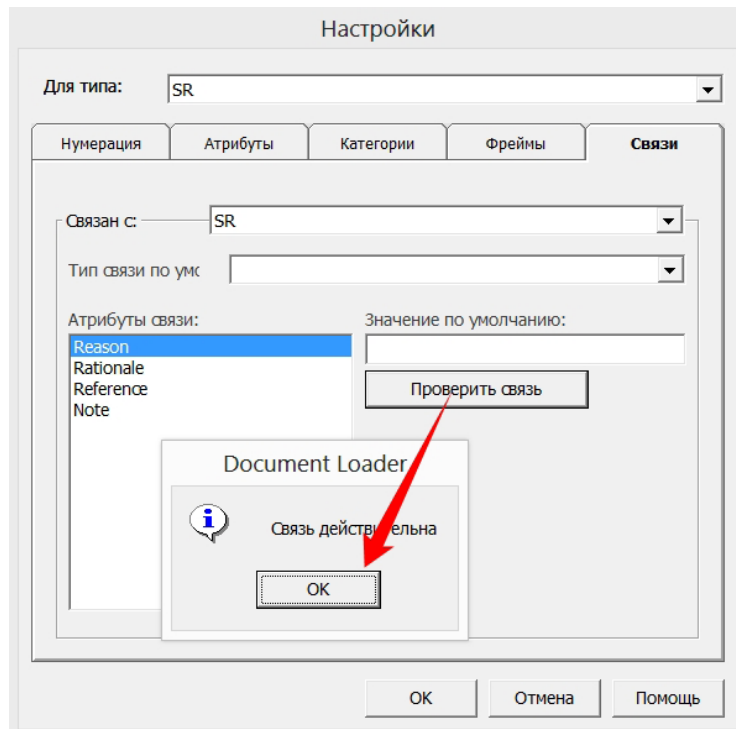 Настройки
Для типа: SR
Нумерация Атрибуты Категории Фреймы Связи
Связан с: SR
Тип связи по умс
Атрибуты связи: Значение по умолчанию:
Reason
Rationale
Reference
Note
Проверить связь
Document Loader
Связь действительна
OK
OK Отмена Помощь